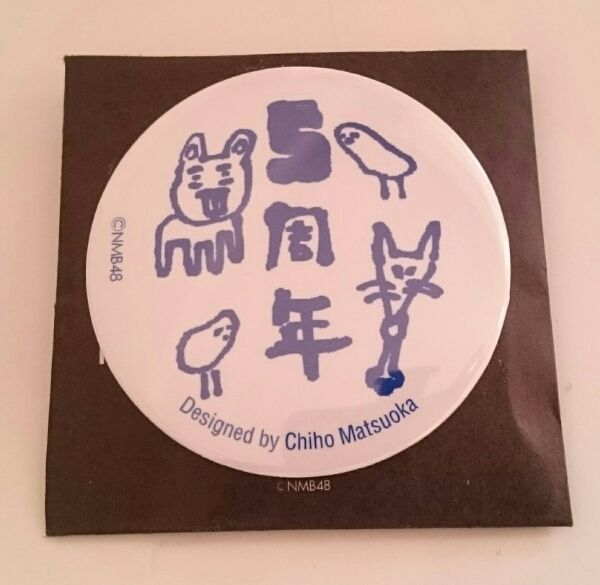 5
周
年
©NMB48
Designed by Chiho Matsuoka
© NMB48